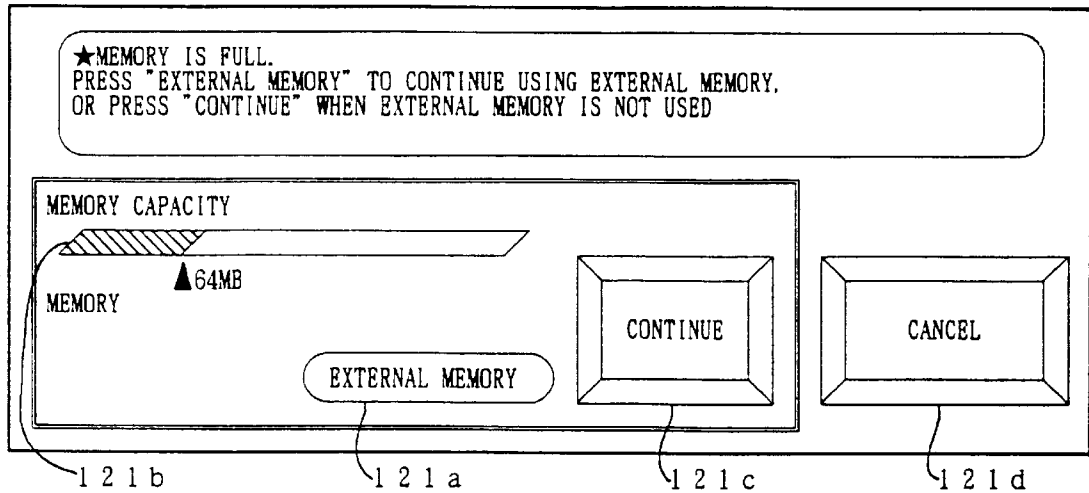 ★MEMORY IS FULL.
PRESS "EXTERNAL MEMORY" TO CONTINUE USING EXTERNAL MEMORY,
OR PRESS "CONTINUE" WHEN EXTERNAL MEMORY IS NOT USED
MEMORY CAPACITY
▲64MB
MEMORY
EXTERNAL MEMORY
CONTINUE
CANCEL
121b
121a
121c
121d